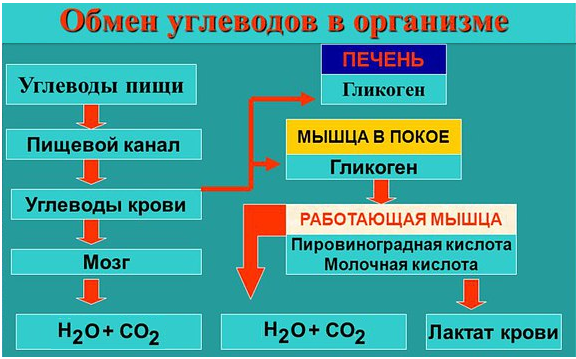 Обмен углеводов в организме
Углеводы пищи
Пищевой канал
Углеводы крови
Мозг
H2O + CO2
ПЕЧЕНЬ
Гликоген
МЫШЦА В ПОКОЕ
Гликоген
РАБОТАЮЩАЯ МЫШЦА
Пировиноградная кислота
Молочная кислота
H2O + CO2
Лактат крови